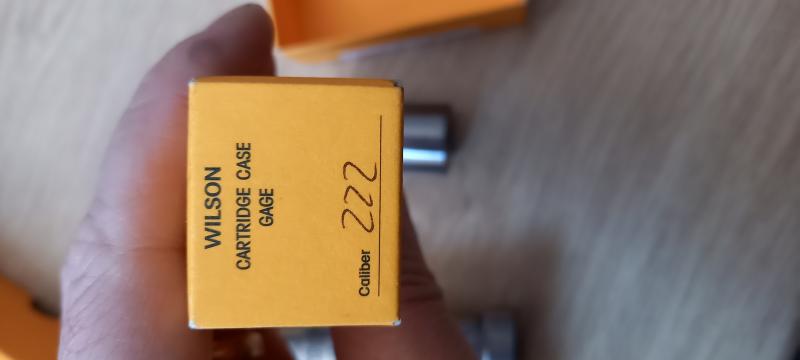 WILSON
CARTRIDGE CASE
GAGE
Caliber 222